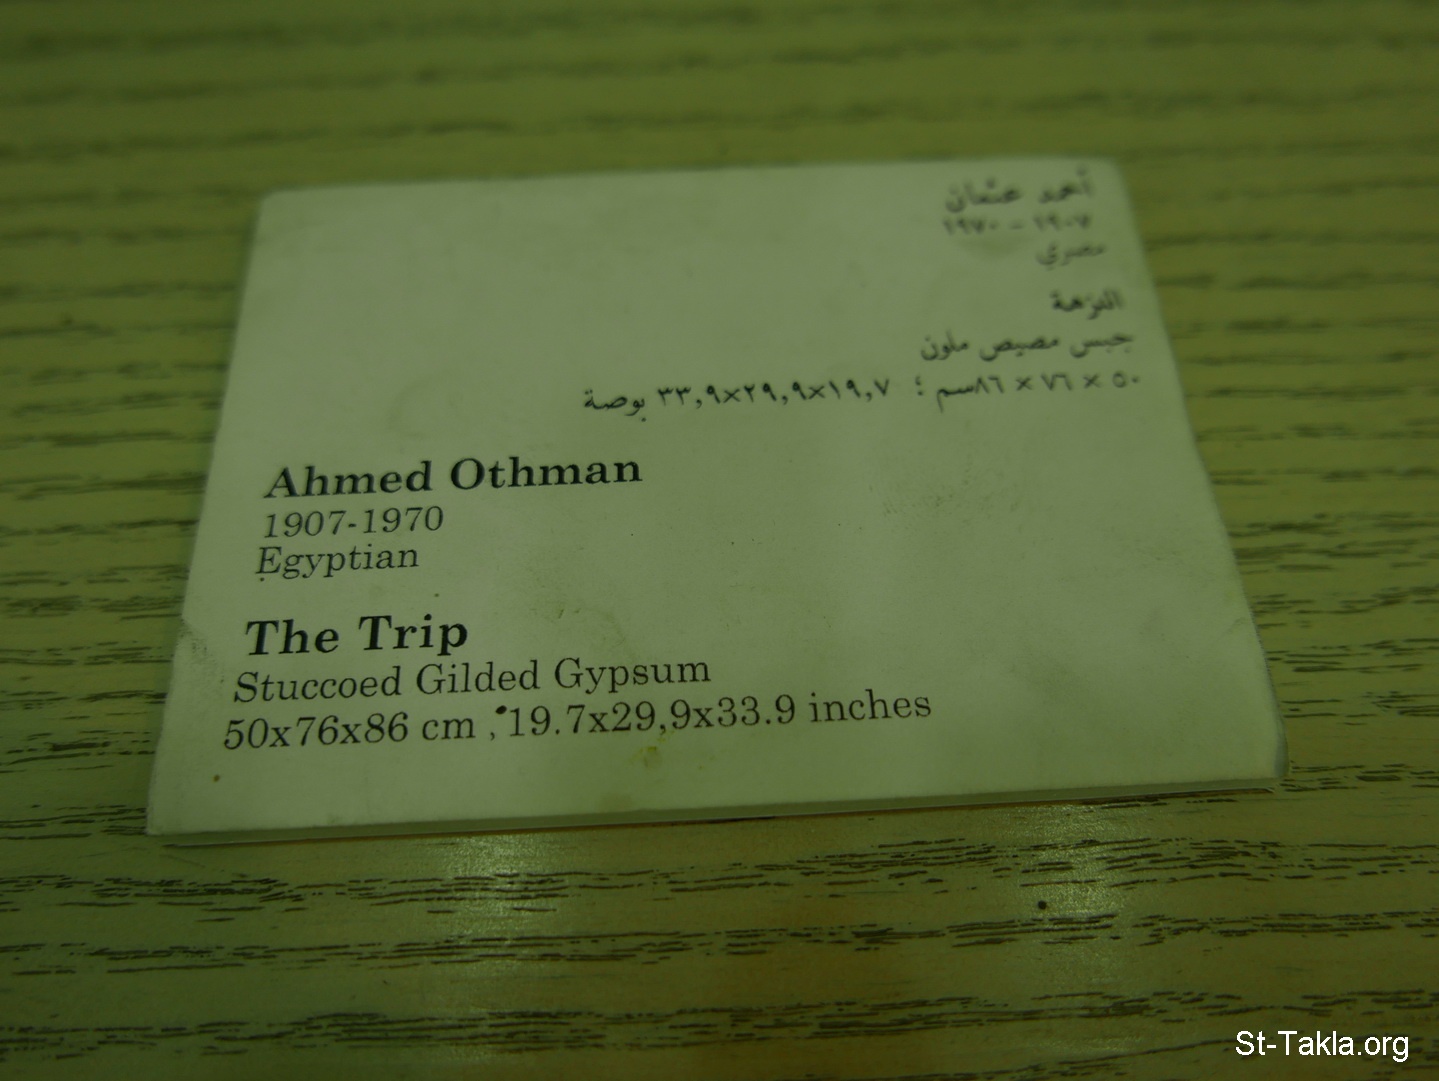 أحمد عثمان
١٩٠٧ - ١٩٧٠
مصري
النزهة
جبس مصيص ملون
٥٠ × ٧٦ × ٨٦سم ؛ ١٩,٧×٢٩,٩×٣٣,٩ بوصة
Ahmed Othman
1907-1970
Egyptian
The Trip
Stuccoed Gilded Gypsum
50x76x86 cm ; 19.7x29,9x33.9 inches
St-Takla.org